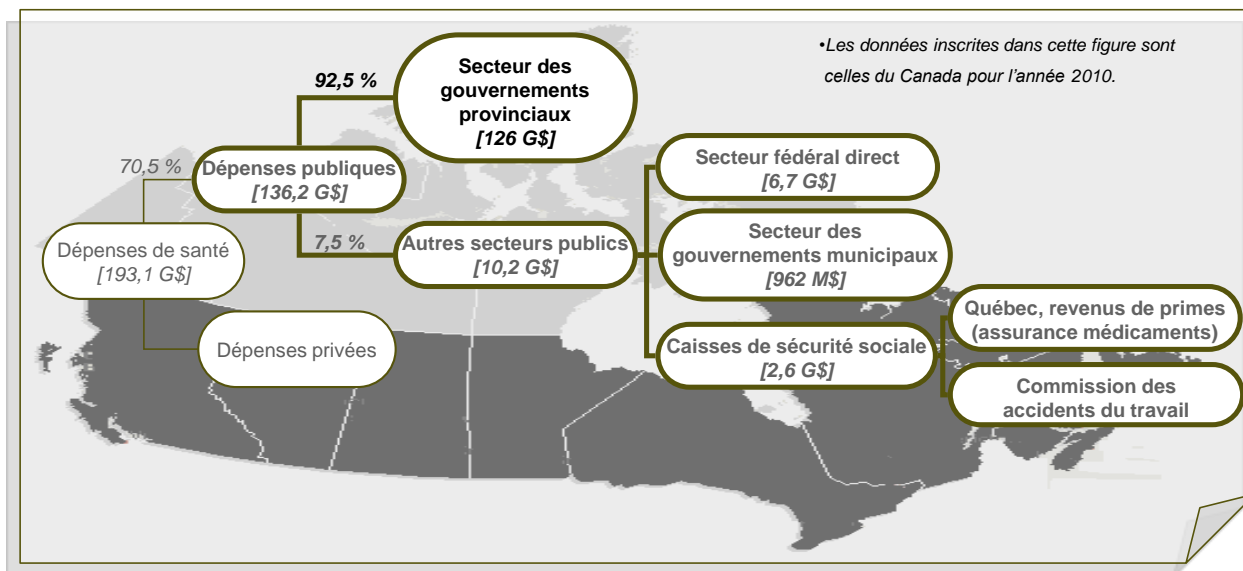 •Les données inscrites dans cette figure sont
celles du Canada pour l’année 2010.
92,5 %
Secteur des
gouvernements
provinciaux
[126 G$]
70,5 %
Dépenses publiques
[136,2 G$]
Secteur fédéral direct
[6,7 G$]
Dépenses de santé
[193,1 G$]
7,5 %
Autres secteurs publics
[10,2 G$]
Secteur des
gouvernements municipaux
[962 M$]
Dépenses privées
Caisses de sécurité sociale
[2,6 G$]
Québec, revenus de primes
(assurance médicaments)
Commission des
accidents du travail